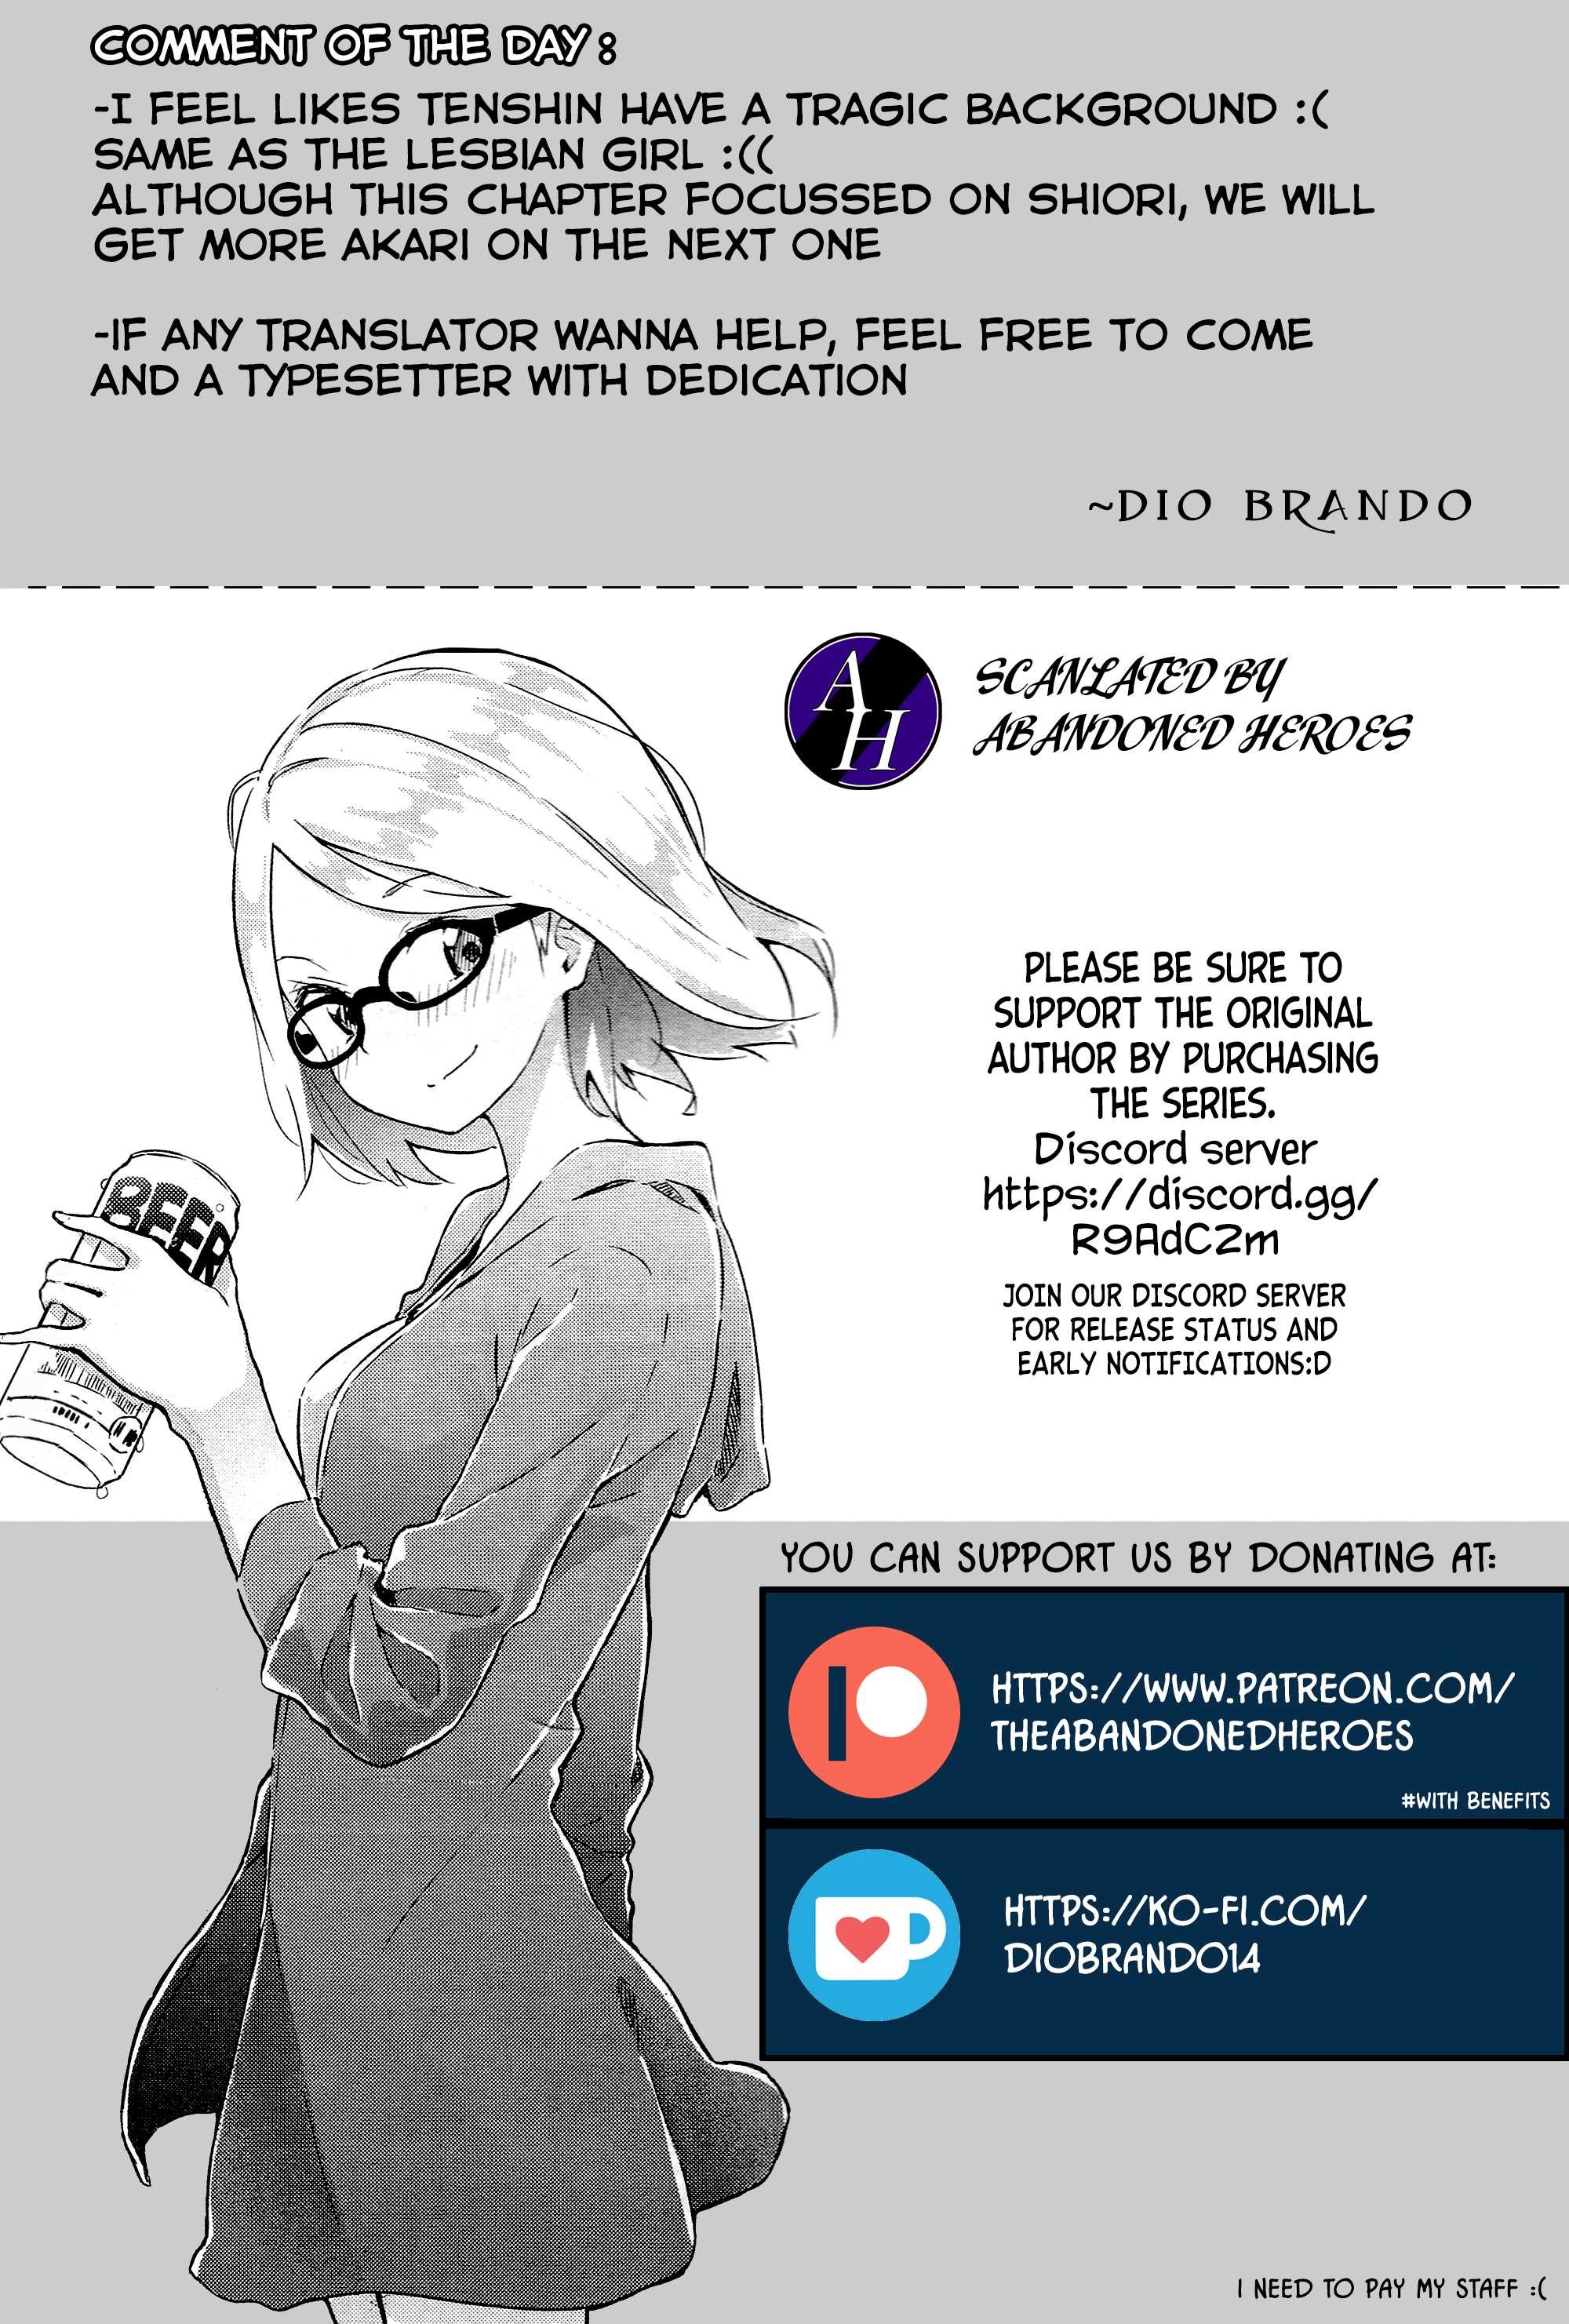 COMMENT OF THE DAY :
-I FEEL LIKES TENSHIN HAVE A TRAGIC BACKGROUND :(
SAME AS THE LESBIAN GIRL :((
ALTHOUGH THIS CHAPTER FOCUSSED ON SHIORI, WE WILL
GET MORE AKARI ON THE NEXT ONE
-IF ANY TRANSLATOR WANNA HELP, FEEL FREE TO COME
AND A TYPESETTER WITH DEDICATION
~DIO BRANDO
AH
SCANLATED BY
ABANDONED HEROES
PLEASE BE SURE TO
SUPPORT THE ORIGINAL
AUTHOR BY PURCHASING
THE SERIES.
Discord server
https://discord.gg/
R9AdC2m
JOIN OUR DISCORD SERVER
FOR RELEASE STATUS AND
EARLY NOTIFICATIONS:D
BEER
YOU CAN SUPPORT US BY DONATING AT:
HTTPS://WWW.PATREON.COM/
THEABANDONEDHEROES
#WITH BENEFITS
HTTPS://KO-FI.COM/
DIOBRANDO14
I NEED TO PAY MY STAFF :(